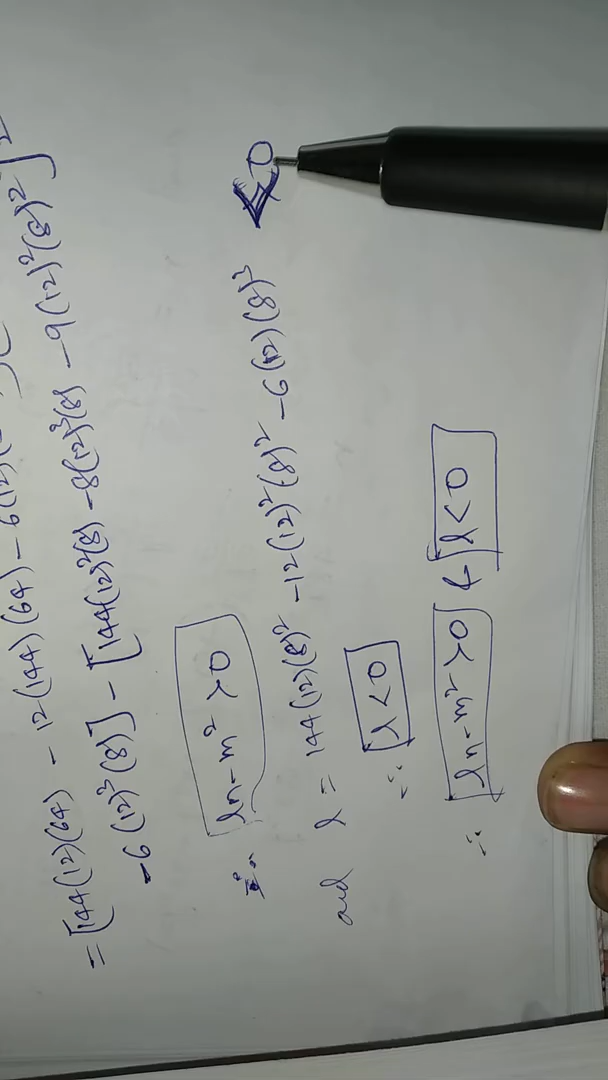 = [144(12)(64) - 12(144)(64) - 6(12)
-6(12)³(8)] - [144(12)²(8) - 8(12)³(8) - 9(12)²(8)²]
ln - m² > 0
and l = 144(12)(8)² - 12(12)²(8)² - 6(12)(8)³ < 0
∴ l < 0
∴ ln - m² > 0 & l < 0